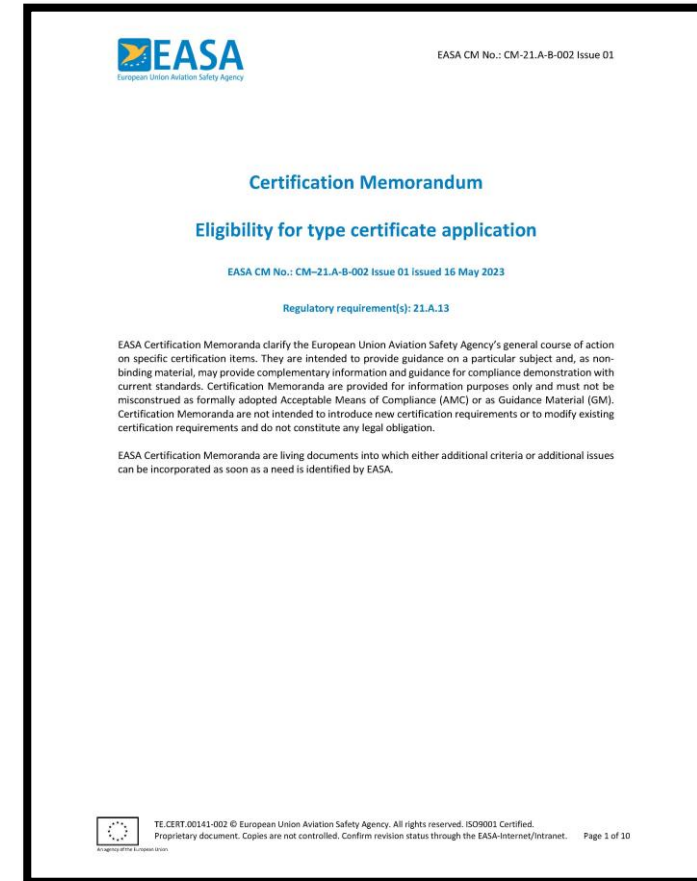 EASA
European Union Aviation Safety Agency
EASA CM No.: CM-21.A-B-002 Issue 01
Certification Memorandum
Eligibility for type certificate application
EASA CM No.: CM–21.A-B-002 Issue 01 issued 16 May 2023
Regulatory requirement(s): 21.A.13
EASA Certification Memoranda clarify the European Union Aviation Safety Agency's general course of action
on specific certification items. They are intended to provide guidance on a particular subject and, as non-
binding material, may provide complementary information and guidance for compliance demonstration with
current standards. Certification Memoranda are provided for information purposes only and must not be
misconstrued as formally adopted Acceptable Means of Compliance (AMC) or as Guidance Material (GM).
Certification Memoranda are not intended to introduce new certification requirements or to modify existing
certification requirements and do not constitute any legal obligation.
EASA Certification Memoranda are living documents into which either additional criteria or additional issues
can be incorporated as soon as a need is identified by EASA.
TE.CERT.00141-002 © European Union Aviation Safety Agency. All rights reserved. ISO9001 Certified.
Proprietary document. Copies are not controlled. Confirm revision status through the EASA-Internet/Intranet. Page 1 of 10
An agency of the European Union